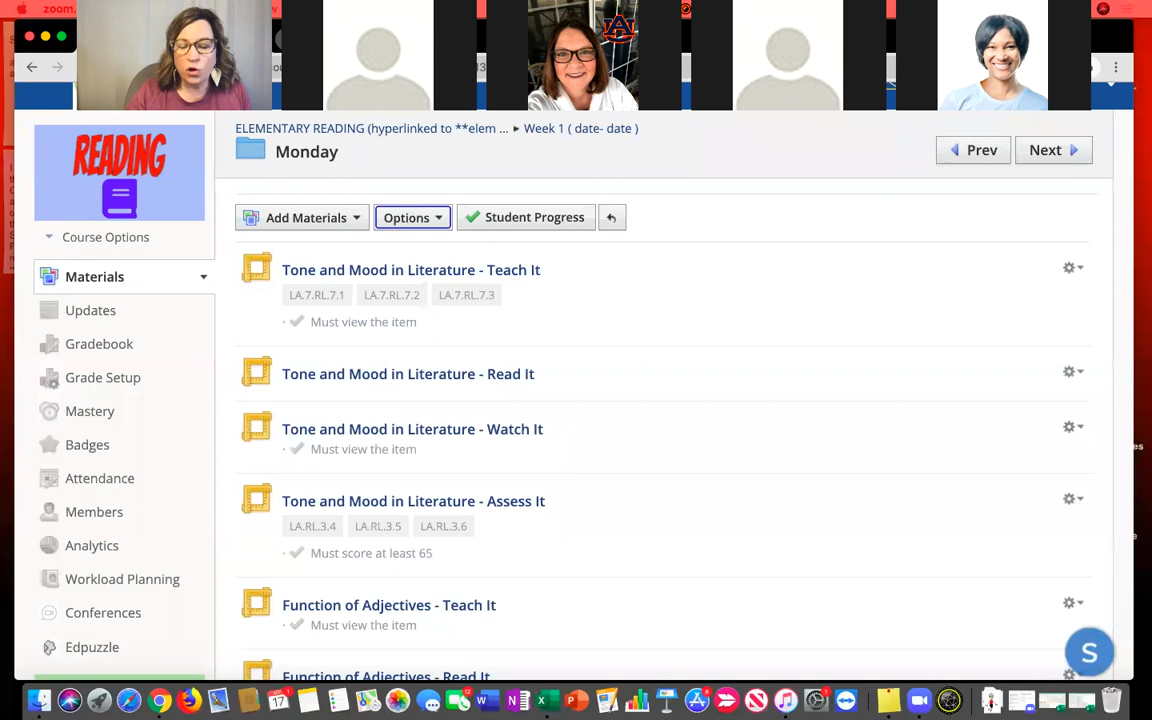 zoom.
ELEMENTARY READING (hyperlinked to **elem ... ▸ Week 1 ( date- date )
Monday
Prev
Next
READING
Course Options
Add Materials
Options
Student Progress
Materials
Updates
Gradebook
Grade Setup
Mastery
Badges
Attendance
Members
Analytics
Workload Planning
Conferences
Edpuzzle
Tone and Mood in Literature - Teach It
LA.7.RL.7.1 LA.7.RL.7.2 LA.7.RL.7.3
· Must view the item
Tone and Mood in Literature - Read It
Tone and Mood in Literature - Watch It
· Must view the item
Tone and Mood in Literature - Assess It
LA.RL.3.4 LA.RL.3.5 LA.RL.3.6
· Must score at least 65
Function of Adjectives - Teach It
· Must view the item
Function of Adjectives - Read It
S
17